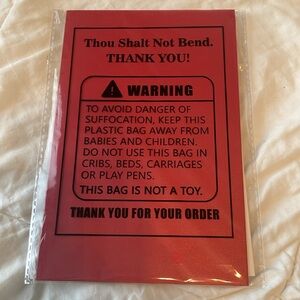 Thou Shalt Not Bend.
THANK YOU!
WARNING
TO AVOID DANGER OF
SUFFOCATION, KEEP THIS
PLASTIC BAG AWAY FROM
BABIES AND CHILDREN.
DO NOT USE THIS BAG IN
CRIBS, BEDS, CARRIAGES
OR PLAY PENS.
THIS BAG IS NOT A TOY.
THANK YOU FOR YOUR ORDER